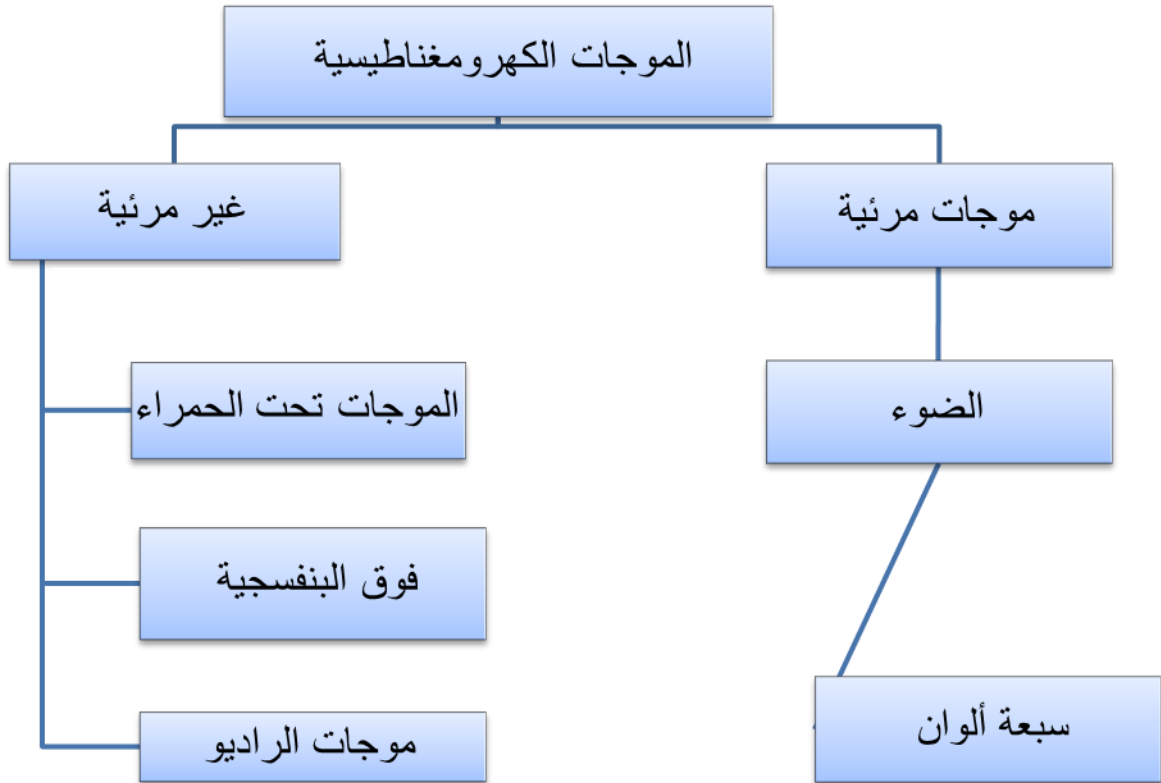 الموجات الكهرومغناطيسية
موجات مرئية
غير مرئية
الضوء
الموجات تحت الحمراء
فوق البنفسجية
سبعة ألوان
موجات الراديو